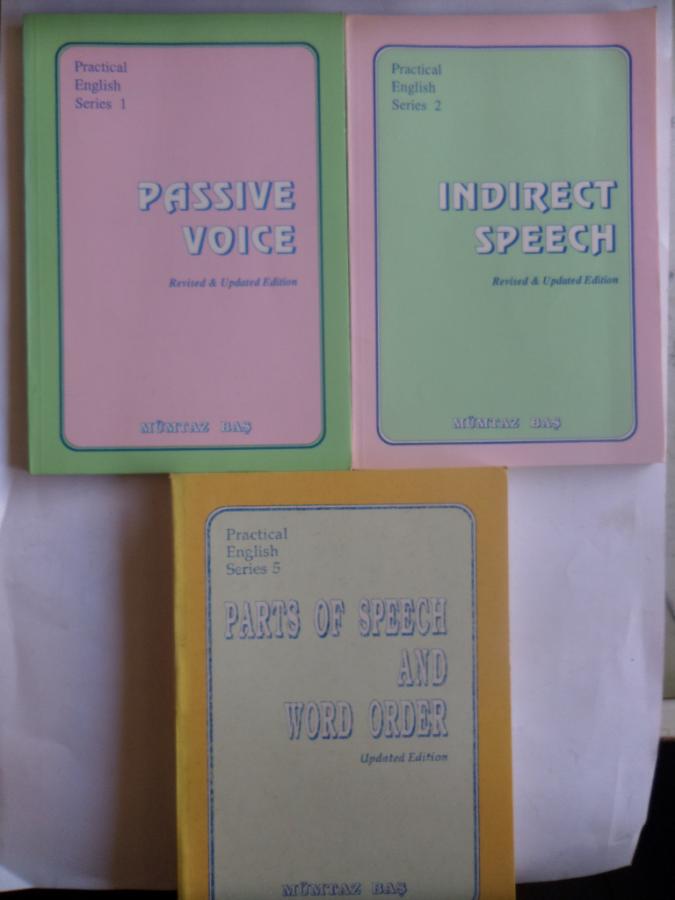 Practical
English
Series 1
PASSIVE
VOICE
Revised & Updated Edition
MÜMTAZ BAŞ
Practical
English
Series 2
INDIRECT
SPEECH
Revised & Updated Edition
MÜMTAZ BAŞ
Practical
English
Series 5
PARTS OF SPEECH
AND
WORD ORDER
Updated Edition
MÜMTAZ BAŞ